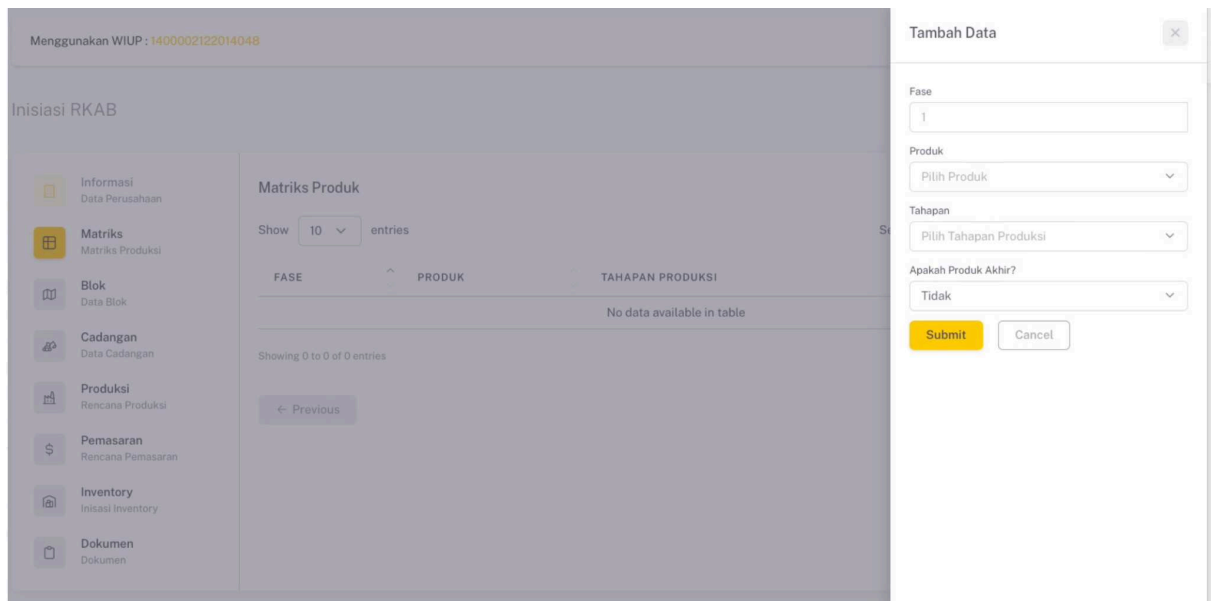 Menggunakan WIUP : 1400002122014048
Inisiasi RKAB
Informasi
Data Perusahaan
Matriks
Matriks Produksi
Blok
Data Blok
Cadangan
Data Cadangan
Produksi
Rencana Produksi
Pemasaran
Rencana Pemasaran
Inventory
Inisasi Inventory
Dokumen
Dokumen
Matriks Produk
Show 10 entries
FASE PRODUK TAHAPAN PRODUKSI
No data available in table
Showing 0 to 0 of 0 entries
← Previous
Tambah Data
Fase
1
Produk
Pilih Produk
Tahapan
Pilih Tahapan Produksi
Apakah Produk Akhir?
Tidak
Submit Cancel